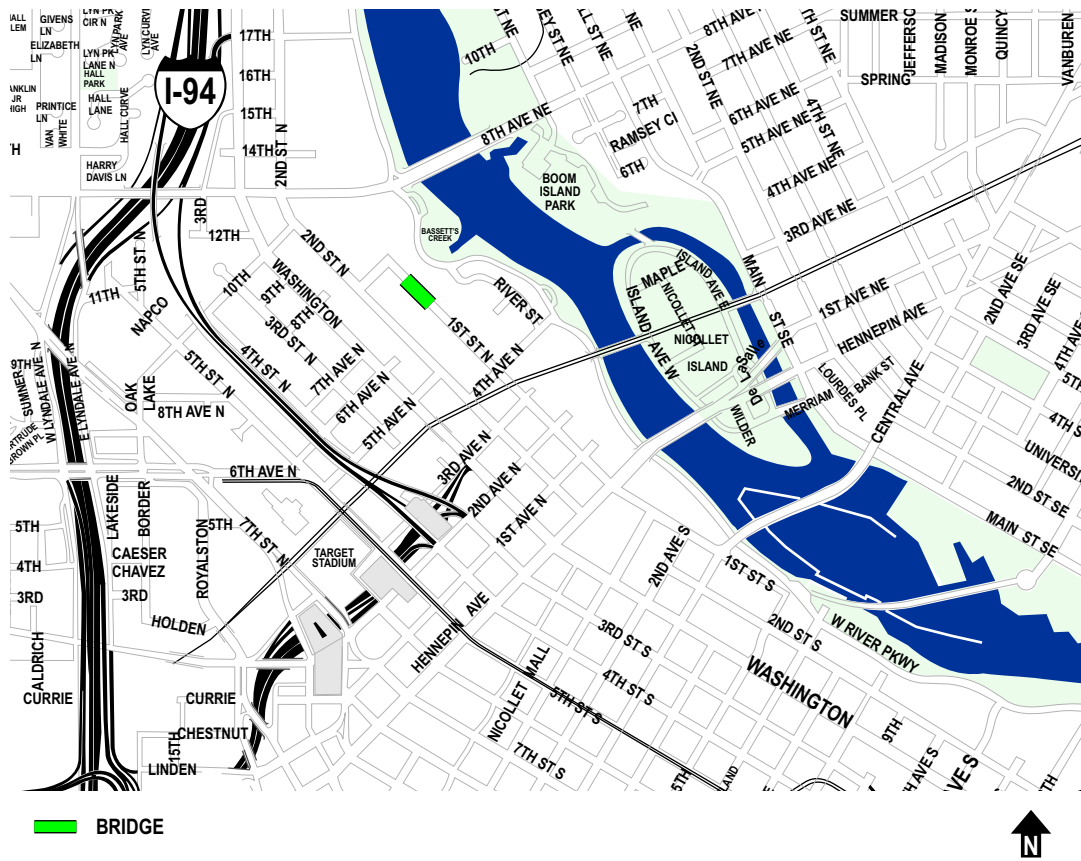 GIVENS
LN
LYN PK
CIR N
LYN PARK
AVE
LYN CURVE
AVE
17TH
ELIZABETH
LN
LYN PK
LANE N
HALL
PARK
16TH
I-94
PRINTICE
LN
HALL
LANE
HALL CURVE
15TH
VAN
WHITE
14TH
2ND ST N
HARRY
DAVIS LN
3RD
12TH
10TH
8TH AVE NE
2ND ST NE
7TH AVE NE
8TH AVE NE
7TH
RAMSEY CI
6TH
6TH AVE NE
5TH AVE NE
4TH ST NE
4TH AVE NE
3RD AVE NE
SUMMER
SPRING
MADISON
MONROE S
QUINCY
VANBUREN
BOOM
ISLAND
PARK
BASSETT'S
CREEK
2ND ST N
WASHINGTON
RIVER ST
1ST ST N
4TH AVE N
5TH ST N
11TH
NAPCO
10TH
9TH
8TH
3RD ST N
4TH ST N
5TH ST N
7TH AVE N
6TH AVE N
5TH AVE N
3RD AVE N
2ND AVE N
1ST AVE N
MAPLE
ISLAND AVE E
NICOLLET
ISLAND AVE W
NICOLLET
ISLAND
De LaSalle
WILDER
MERRIAM
MAIN ST SE
1ST AVE NE
HENNEPIN AVE
BANK ST
LOURDES PL
CENTRAL AVE
2ND AVE SE
3RD AVE SE
4TH AVE
5TH
4TH S
UNIVERSI
2ND ST SE
MAIN ST SE
9TH
SUMNER
BROWN PL
W LYNDALE AVE N
E LYNDALE AVE N
OAK
LAKE
8TH AVE N
6TH AVE N
LAKESIDE
BORDER
ROYALSTON
5TH
7TH ST N
TARGET
STADIUM
5TH
4TH
3RD
CAESER
CHAVEZ
3RD
HOLDEN
ALDRICH
CURRIE
CURRIE
CHESTNUT
15TH
LINDEN
HENNEPIN AVE
NICOLLET MALL
2ND AVE S
1ST ST S
2ND ST S
3RD ST S
4TH ST S
5TH ST S
7TH ST S
W RIVER PKWY
WASHINGTON
9TH
BRIDGE
N